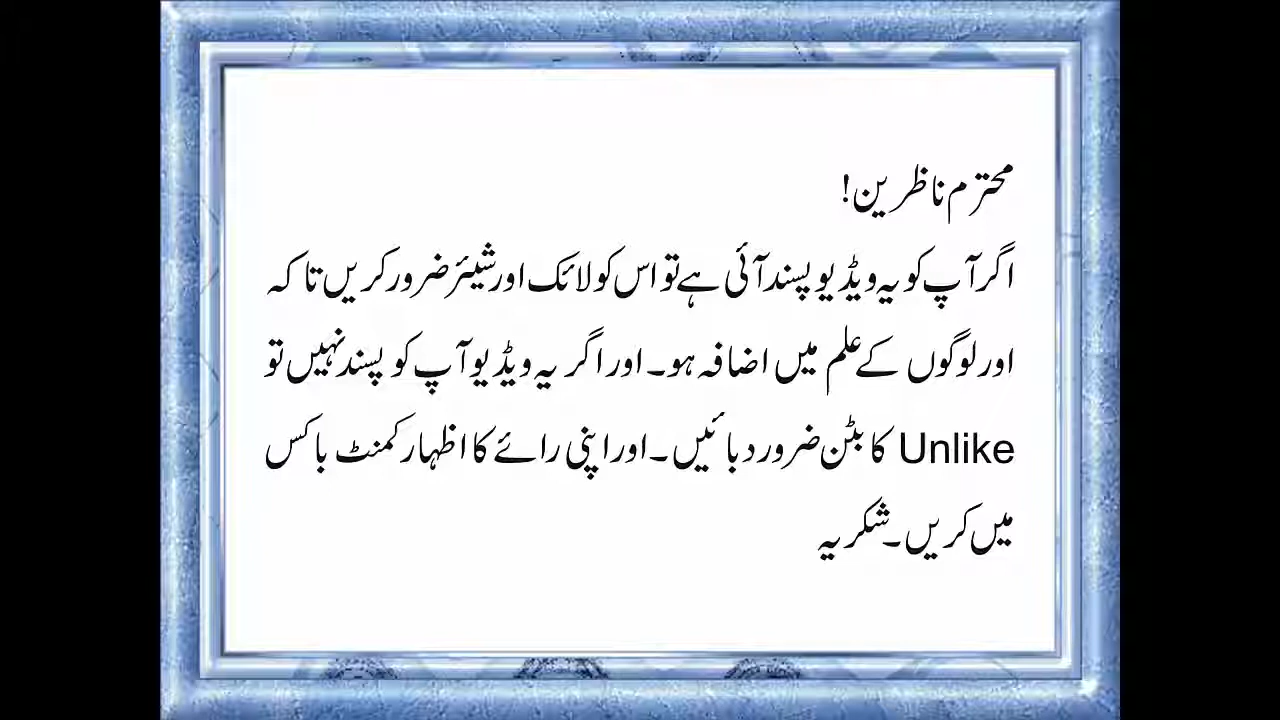 محترم ناظرین!
اگر آپ کو یہ ویڈیو پسند آئی ہے تو اس کو لائک اور شیئر ضرور کریں تا کہ
اور لوگوں کے علم میں اضافہ ہو۔ اور اگر یہ ویڈیو آپ کو پسند نہیں تو
Unlike کا بٹن ضرور دبائیں۔ اور اپنی رائے کا اظہار کمنٹ باکس
میں کریں۔ شکریہ